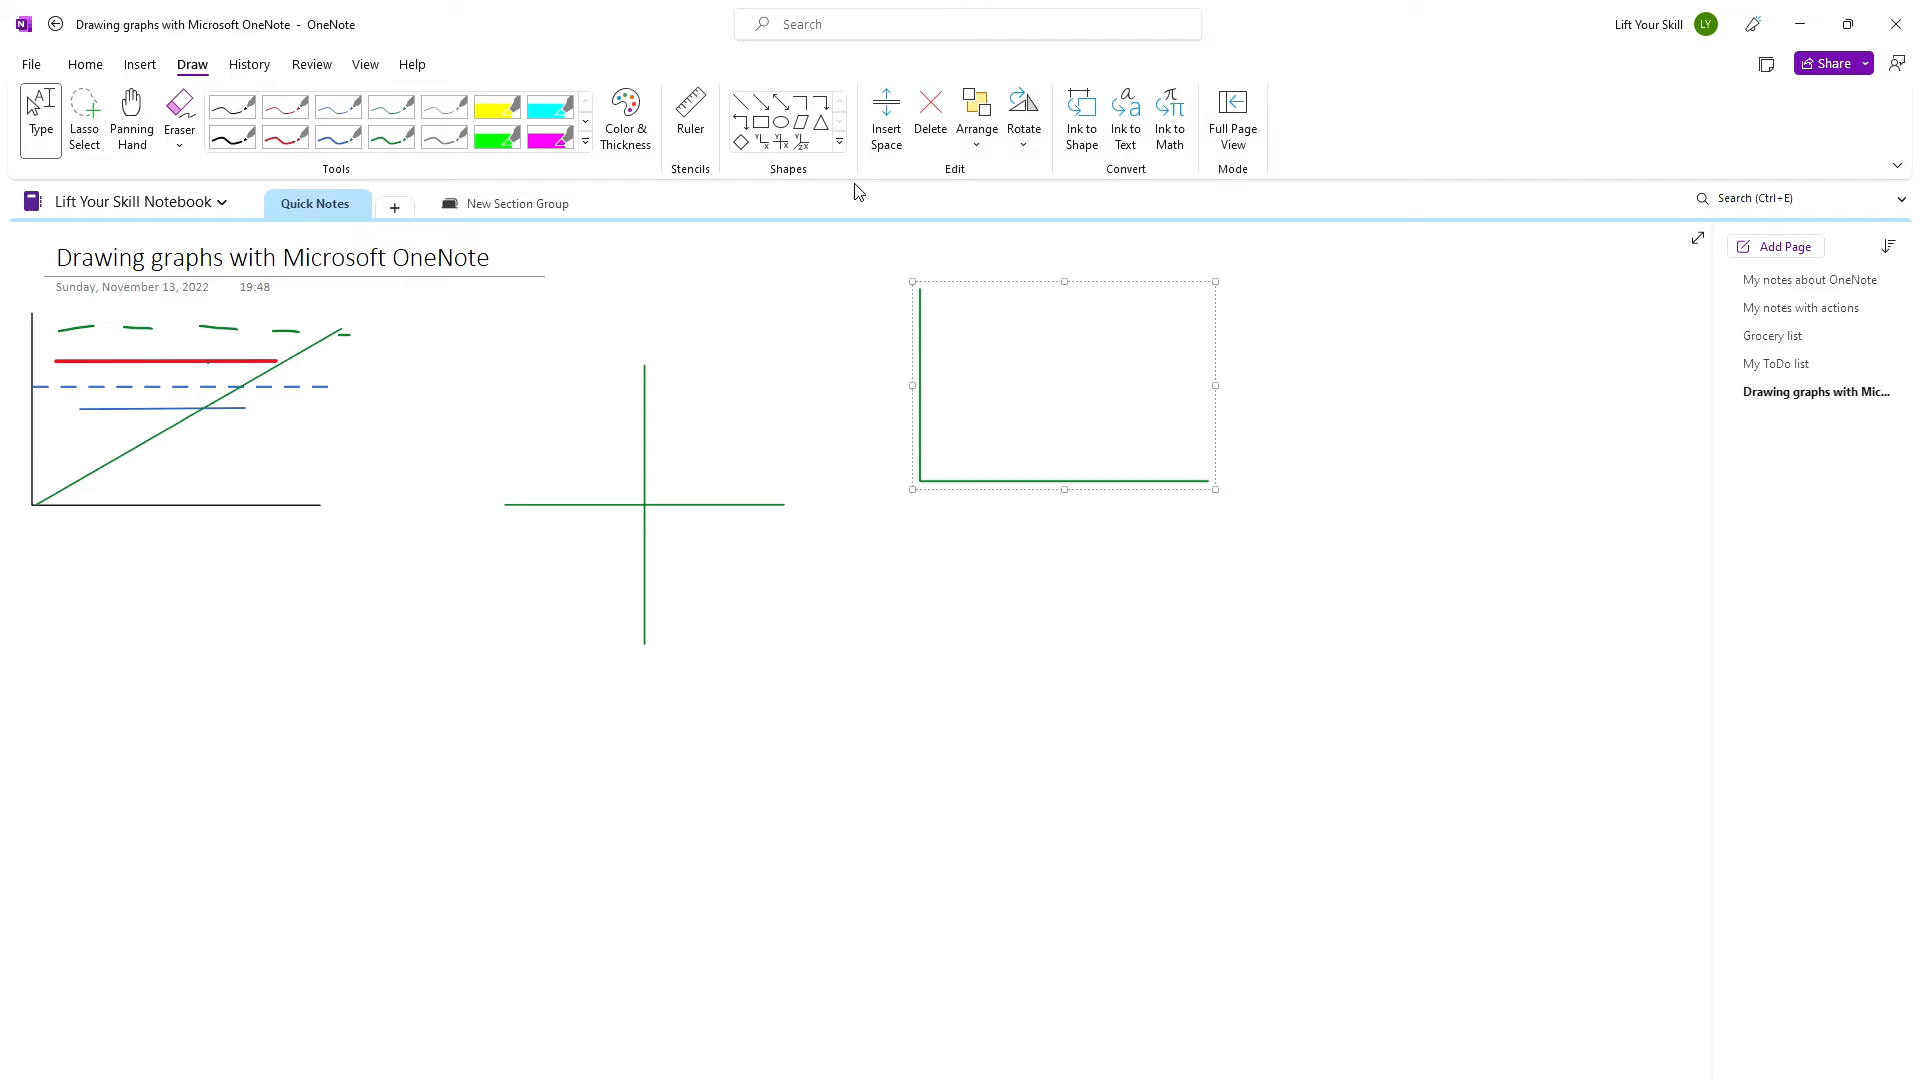 Drawing graphs with Microsoft OneNote - OneNote
Search
Lift Your Skill
LY
File
Home
Insert
Draw
History
Review
View
Help
Share
Type
Lasso Select
Panning Hand
Eraser
Color & Thickness
Tools
Ruler
Stencils
Shapes
Insert Space
Delete
Arrange
Rotate
Edit
Ink to Shape
Ink to Text
Ink to Math
Convert
Full Page View
Mode
Lift Your Skill Notebook
Quick Notes
New Section Group
Search (Ctrl+E)
Drawing graphs with Microsoft OneNote
Sunday, November 13, 2022 19:48
Add Page
My notes about OneNote
My notes with actions
Grocery list
My ToDo list
Drawing graphs with Mic...